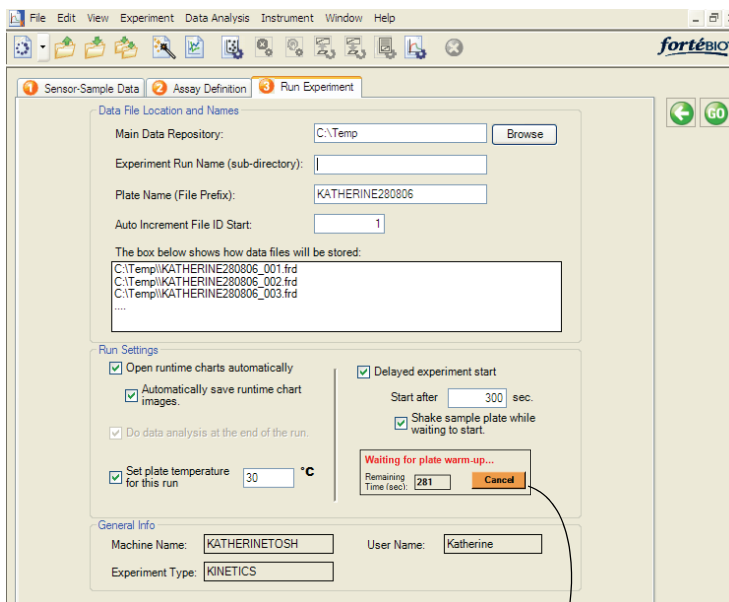 File Edit View Experiment Data Analysis Instrument Window Help
fortéBIO
1 Sensor-Sample Data 2 Assay Definition 3 Run Experiment
Data File Location and Names
Main Data Repository: C:\Temp Browse
GO
Experiment Run Name (sub-directory):
Plate Name (File Prefix): KATHERINE280806
Auto Increment File ID Start: 1
The box below shows how data files will be stored:
C:\Temp\\KATHERINE280806_001.frd
C:\Temp\\KATHERINE280806_002.frd
C:\Temp\\KATHERINE280806_003.frd
....
Run Settings
Open runtime charts automatically
Automatically save runtime chart
images.
Do data analysis at the end of the run.
Set plate temperature
for this run 30 °C
Delayed experiment start
Start after 300 sec.
Shake sample plate while
waiting to start.
Waiting for plate warm-up...
Remaining
Time (sec): 281 Cancel
General Info
Machine Name: KATHERINETOSH User Name: Katherine
Experiment Type: KINETICS